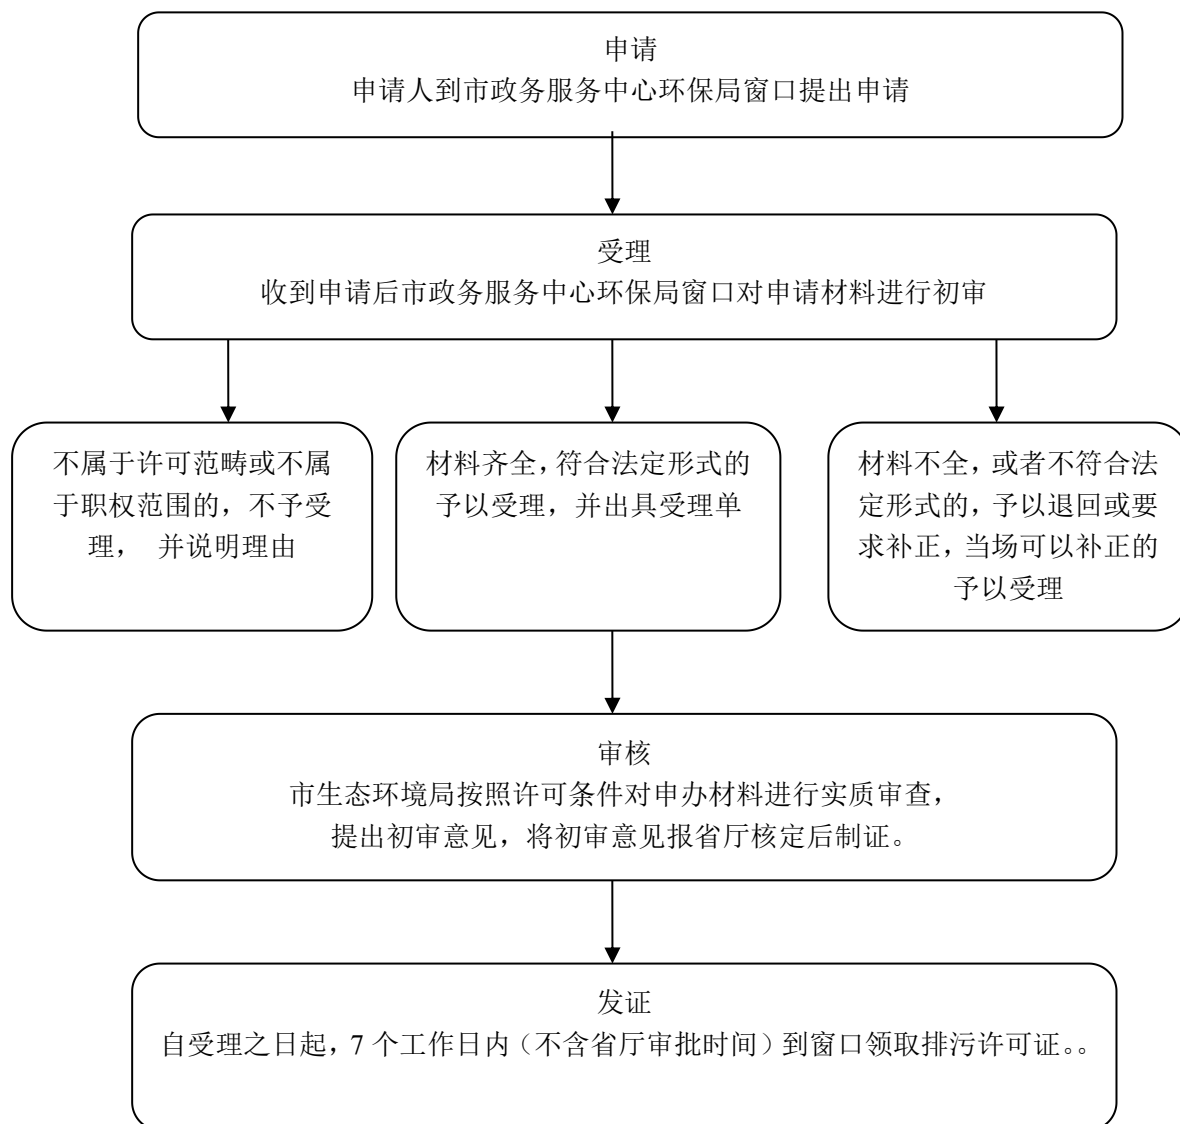 申请
申请人到市政务服务中心环保局窗口提出申请
受理
收到申请后市政务服务中心环保局窗口对申请材料进行初审
不属于许可范畴或不属
于职权范围的，不予受
理， 并说明理由
材料齐全，符合法定形式的
予以受理，并出具受理单
材料不全，或者不符合法
定形式的，予以退回或要
求补正，当场可以补正的
予以受理
审核
市生态环境局按照许可条件对申办材料进行实质审查，
提出初审意见，将初审意见报省厅核定后制证。
发证
自受理之日起，7 个工作日内（不含省厅审批时间）到窗口领取排污许可证。。